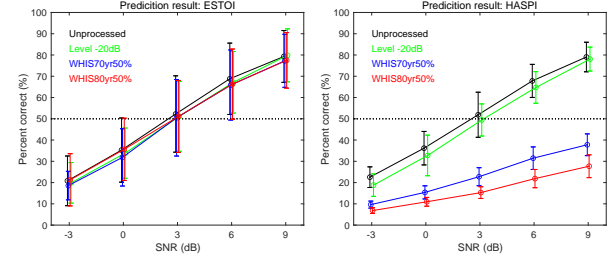 Predicition result: ESTOI
100
90
80
70
60
50
40
30
20
10
0
Percent correct (%)
Unprocessed
Level -20dB
WHIS70yr50%
WHIS80yr50%
-3
0
3
6
9
SNR (dB)
Predicition result: HASPI
100
90
80
70
60
50
40
30
20
10
0
Percent correct (%)
Unprocessed
Level -20dB
WHIS70yr50%
WHIS80yr50%
-3
0
3
6
9
SNR (dB)